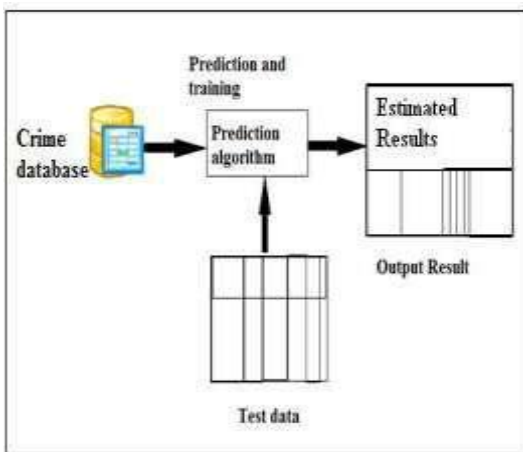 Prediction and
training
Crime
database
Prediction
algorithm
Estimated
Results
Output Result
Test data